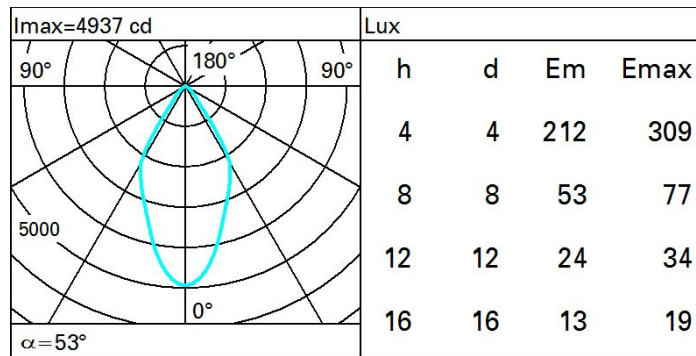 Imax=4937 cd
90° 180° 90°
5000
0°
α=53°
Lux
h d Em Emax
4 4 212 309
8 8 53 77
12 12 24 34
16 16 13 19